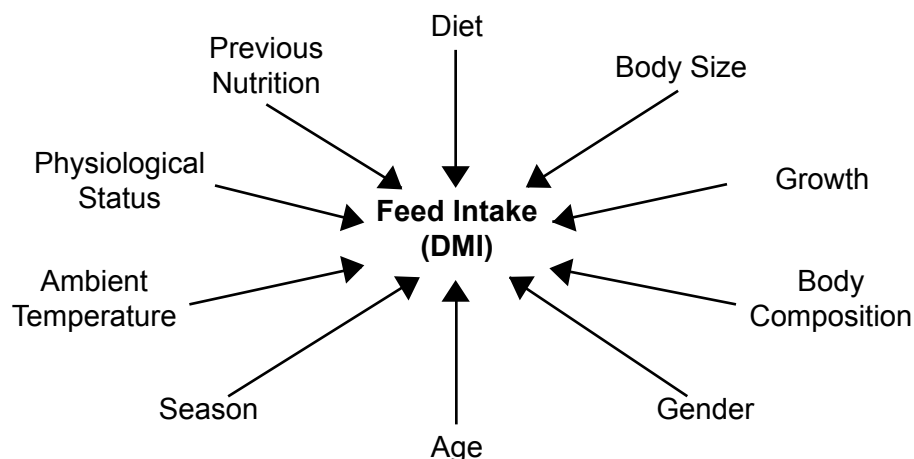 Diet
Previous
Nutrition
Body Size
Physiological
Status
Growth
Feed Intake
(DMI)
Ambient
Temperature
Body
Composition
Season
Gender
Age